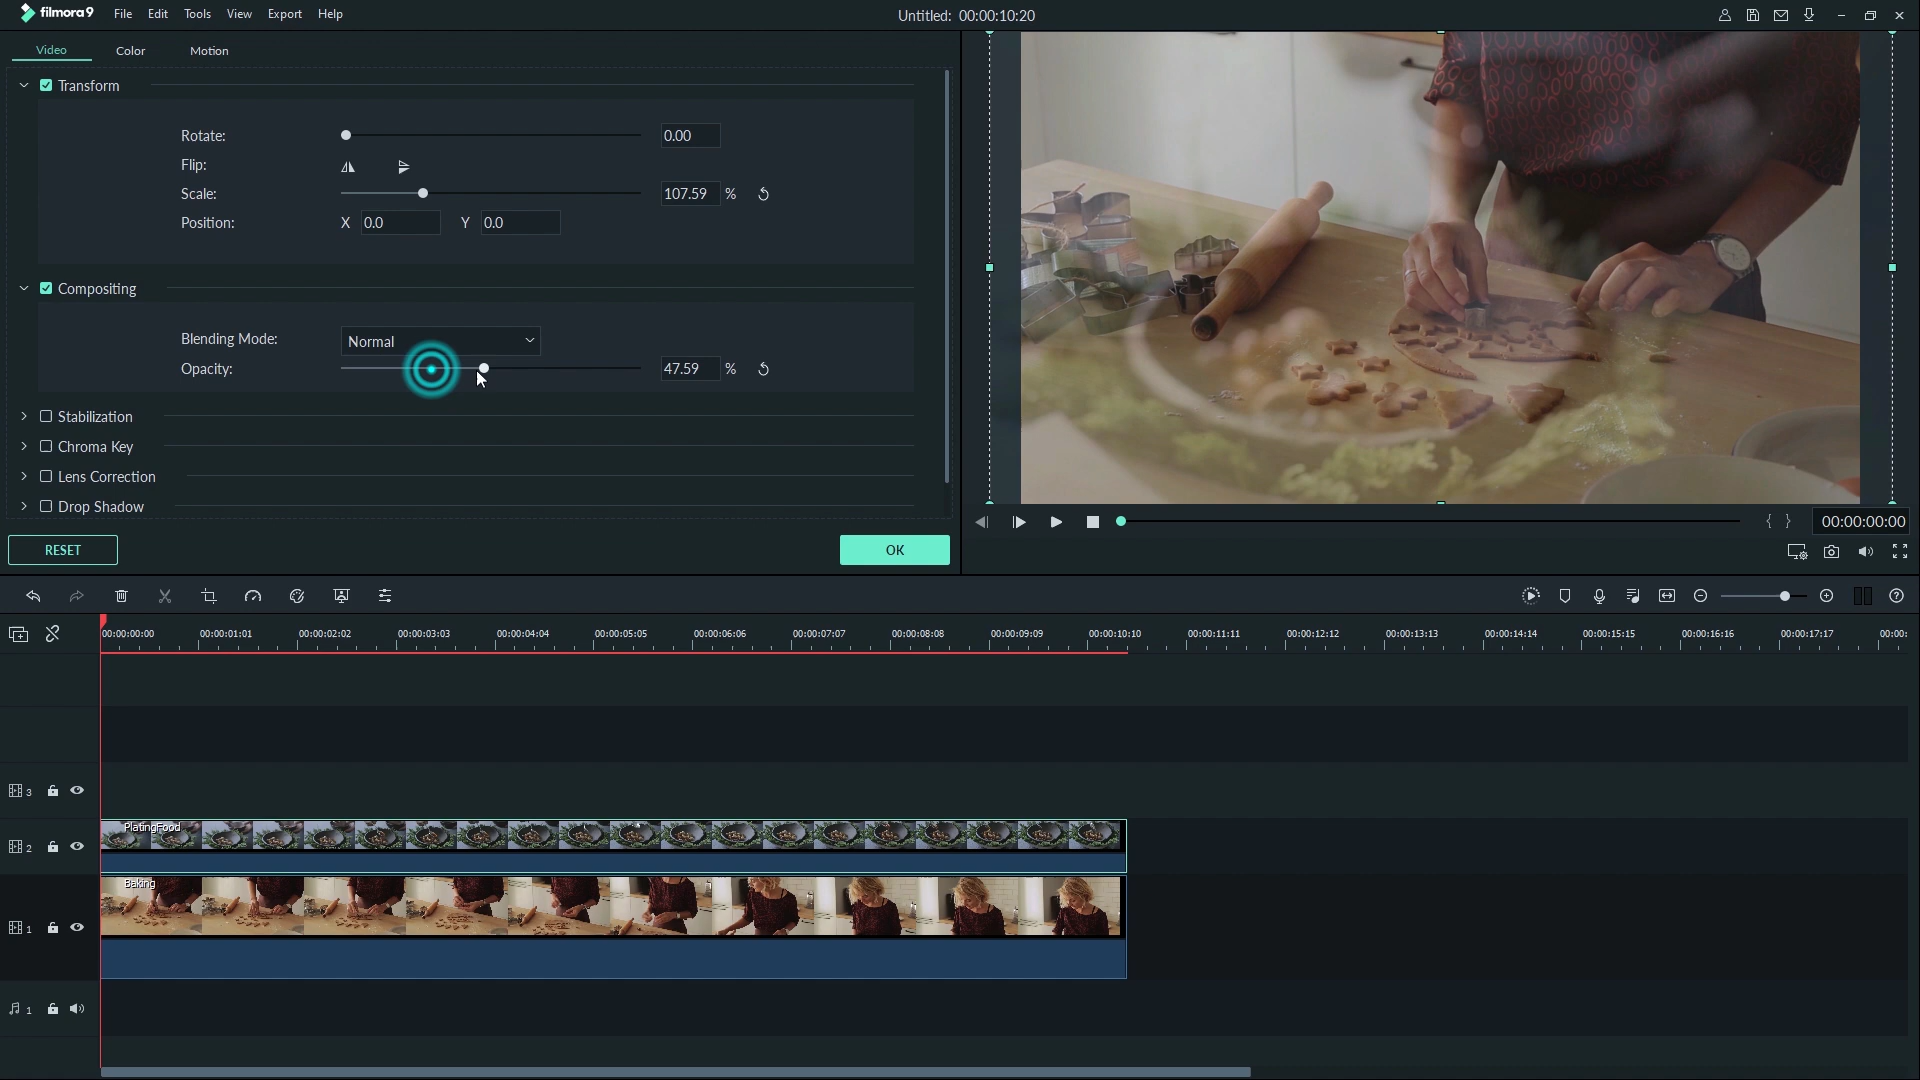 filmora9 File Edit Tools View Export Help Untitled: 00:00:10:20
Video Color Motion
Transform
Rotate: 0.00
Flip:
Scale: 107.59 %
Position: X 0.0 Y 0.0
Compositing
Blending Mode: Normal
Opacity: 47.59 %
Stabilization
Chroma Key
Lens Correction
Drop Shadow
RESET OK
{ } 00:00:00:00
00:00:00:00 00:00:01:01 00:00:02:02 00:00:03:03 00:00:04:04 00:00:05:05 00:00:06:06 00:00:07:07 00:00:08:08 00:00:09:09 00:00:10:10 00:00:11:11 00:00:12:12 00:00:13:13 00:00:14:14 00:00:15:15 00:00:16:16 00:00:17:17 00:00:
3
PlatingFood
2
Baking
1
1